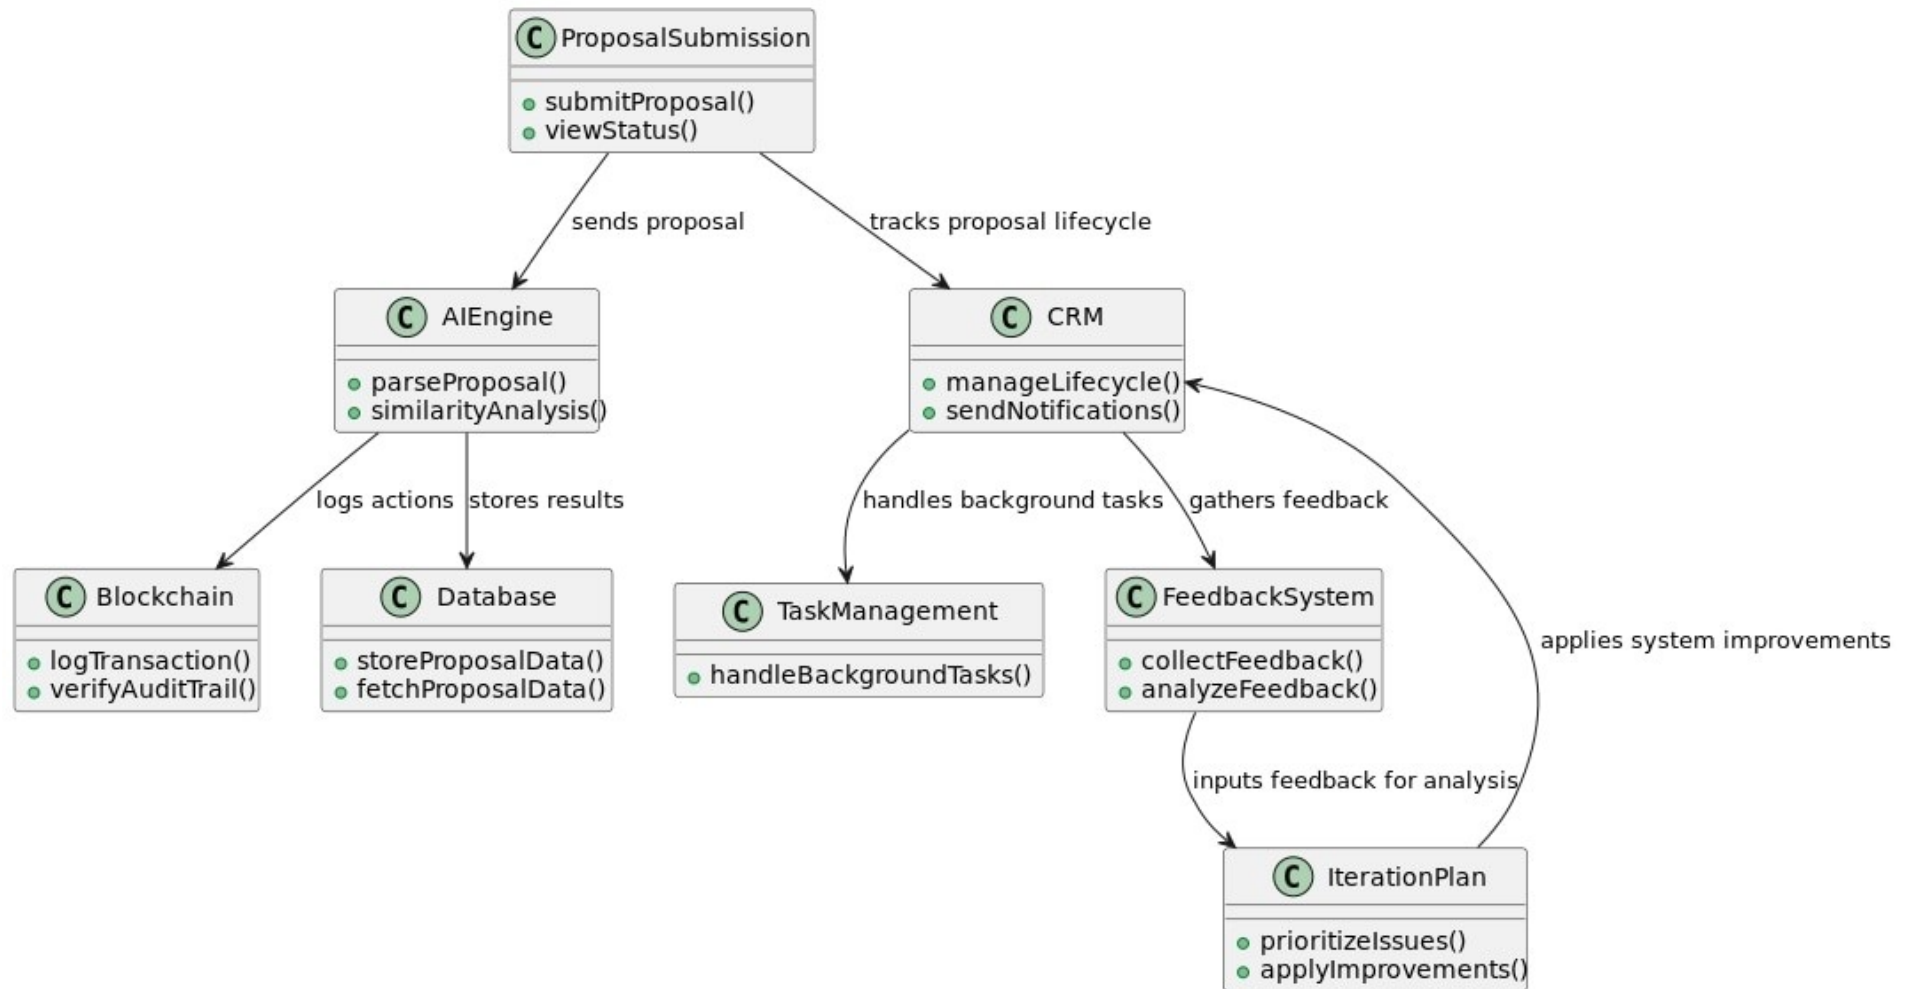 C ProposalSubmission
submitProposal()
viewStatus()
sends proposal
tracks proposal lifecycle
C AIEngine
parseProposal()
similarityAnalysis()
C CRM
manageLifecycle()
sendNotifications()
logs actions
stores results
handles background tasks
gathers feedback
C Blockchain
logTransaction()
verifyAuditTrail()
C Database
storeProposalData()
fetchProposalData()
C TaskManagement
handleBackgroundTasks()
C FeedbackSystem
collectFeedback()
analyzeFeedback()
applies system improvements
inputs feedback for analysis
C IterationPlan
prioritizeIssues()
applyImprovements()